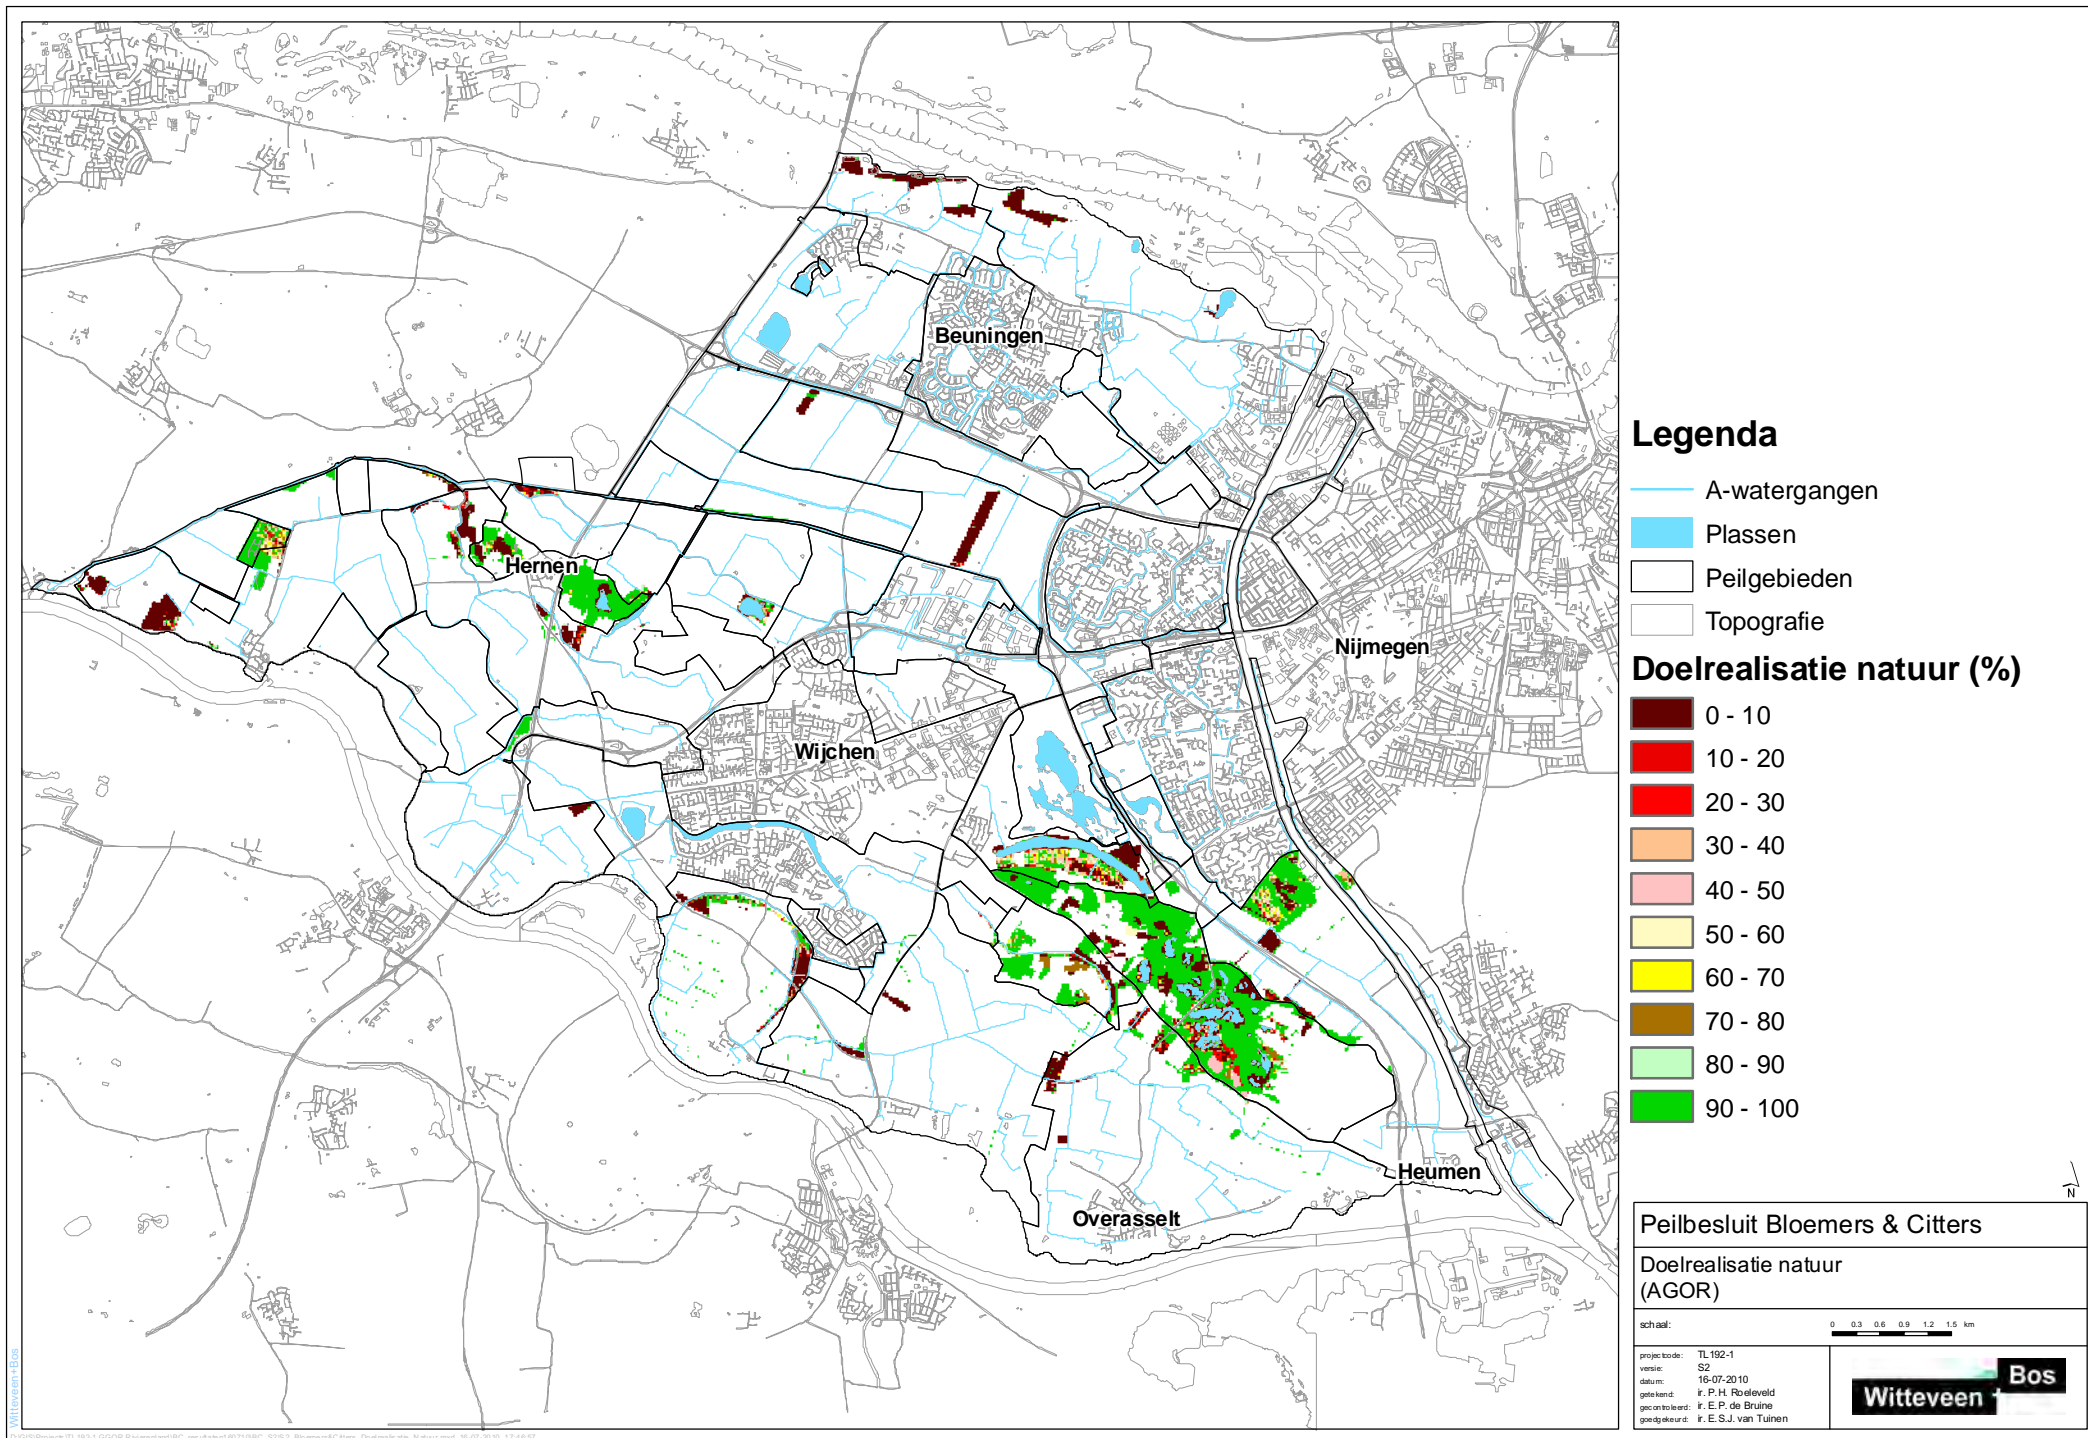 Beuningen
Hernen
Nijmegen
Wijchen
Heumen
Overasselt
Legenda
A-watergangen
Plassen
Peilgebieden
Topografie
Doelrealisatie natuur (%)
0 - 10
10 - 20
20 - 30
30 - 40
40 - 50
50 - 60
60 - 70
70 - 80
80 - 90
90 - 100
N
Peilbesluit Bloemers & Citters
Doelrealisatie natuur
(AGOR)
schaal:
0 0.3 0.6 0.9 1.2 1.5 km
projectcode: TL192-1
versie: S2
datum: 16-07-2010
getekend: ir. P.H. Roeleveld
gecontroleerd: ir. E.P. de Bruine
goedgekeurd: ir. E.S.J. van Tuinen
Witteveen + Bos
Witteveen+Bos